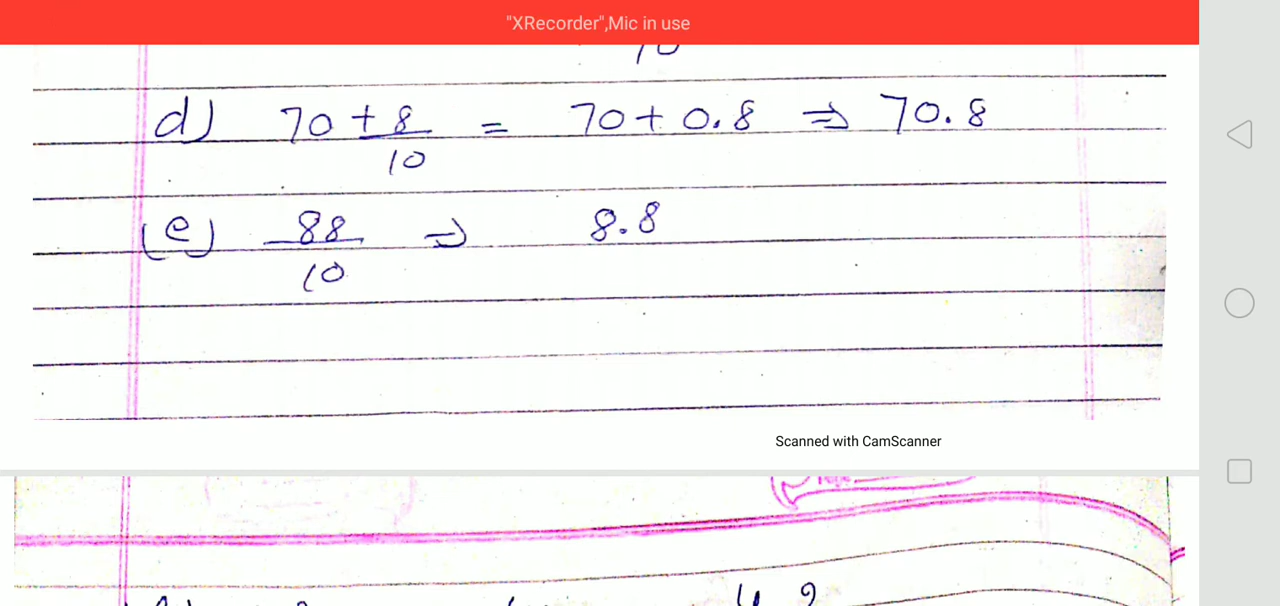 "XRecorder",Mic in use
10
d) 70 + 8/10 = 70 + 0.8 ⇒ 70.8
(e) 88/10 ⇒ 8.8
Scanned with CamScanner